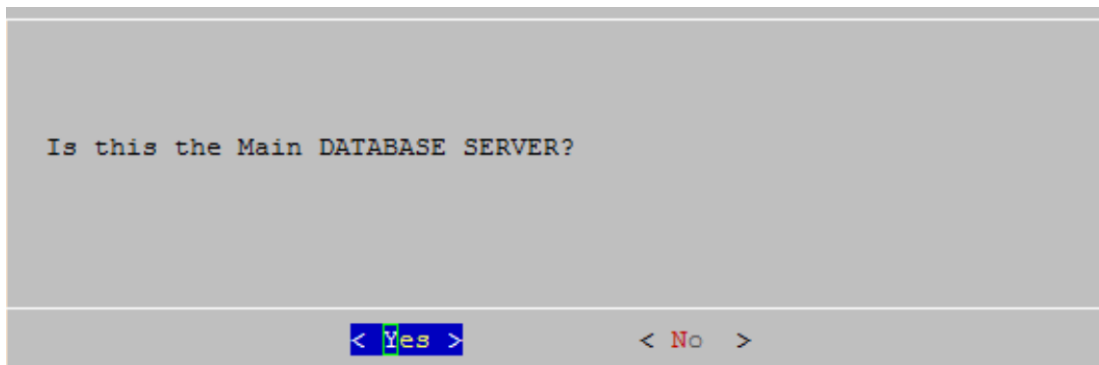 Is this the Main DATABASE SERVER?
< Yes > < No >